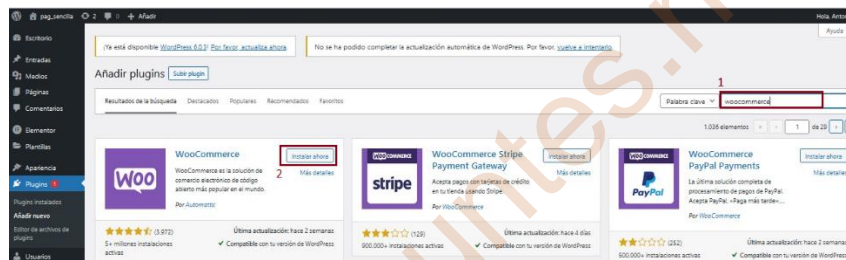 pag_sencilla 2 0 + Añadir Hola, Anton
Ayuda
Escritorio
Entradas
Medios
Páginas
Comentarios
Elementor
Plantillas
Apariencia
Plugins 1
Plugins instalados
Añadir nuevo
Editor de archivos de
plugins
Usuarios
¡Ya está disponible WordPress 6.0.3! Por favor, actualiza ahora.
No se ha podido completar la actualización automática de WordPress. Por favor, vuelve a intentarlo.
Añadir plugins Subir plugin
1
Resultados de la búsqueda Destacados Populares Recomendados Favoritos
Palabra clave woocommerce
1.036 elementos « ‹ 1 de 29 ›
WOO
WooCommerce
Instalar ahora
2
Más detalles
WooCommerce es la solución de
comercio electrónico de código
abierto más popular en el mundo.
Por Automattic
(3.972)
5+ millones instalaciones
activas
Última actualización: hace 2 semanas
✔ Compatible con tu versión de WordPress
WOO COMMERCE
stripe
WooCommerce Stripe
Payment Gateway
Instalar ahora
Más detalles
Acepta pagos con tarjetas de crédito
en tu tienda usando Stripe.
Por WooCommerce
(128)
900.000+ instalaciones activas
Última actualización: hace 4 días
✔ Compatible con tu versión de WordPress
WOO COMMERCE
PayPal
WooCommerce
PayPal Payments
Instalar ahora
Más detalles
La última solución completa de
procesamiento de pagos de PayPal.
Acepta PayPal, «Paga más tarde»...
Por WooCommerce
(252)
600.000+ instalaciones activas
Última actualización: hace 2 semanas
✔ Compatible con tu versión de WordPress